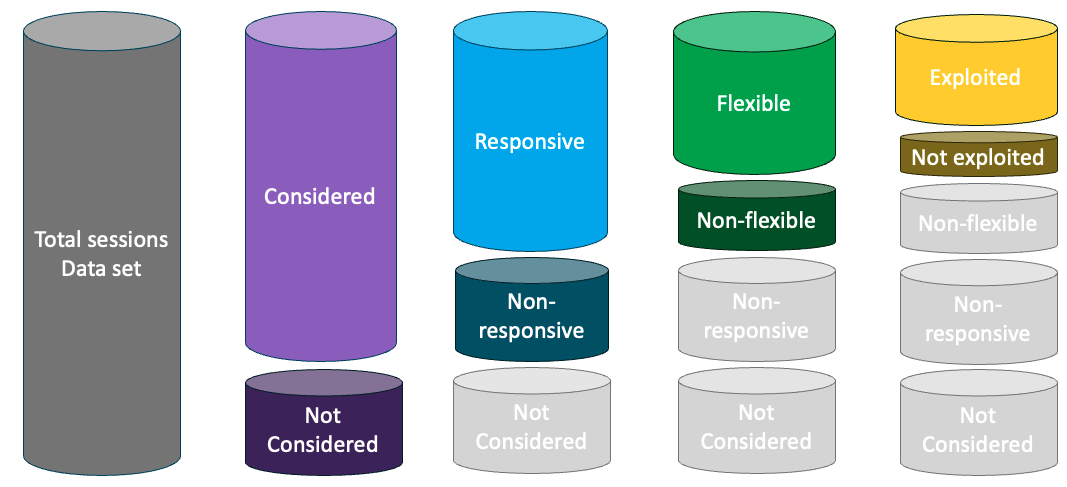 Total sessions
Data set
Considered
Not
Considered
Responsive
Non-
responsive
Not
Considered
Flexible
Non-flexible
Non-
responsive
Not
Considered
Exploited
Not exploited
Non-flexible
Non-
responsive
Not
Considered